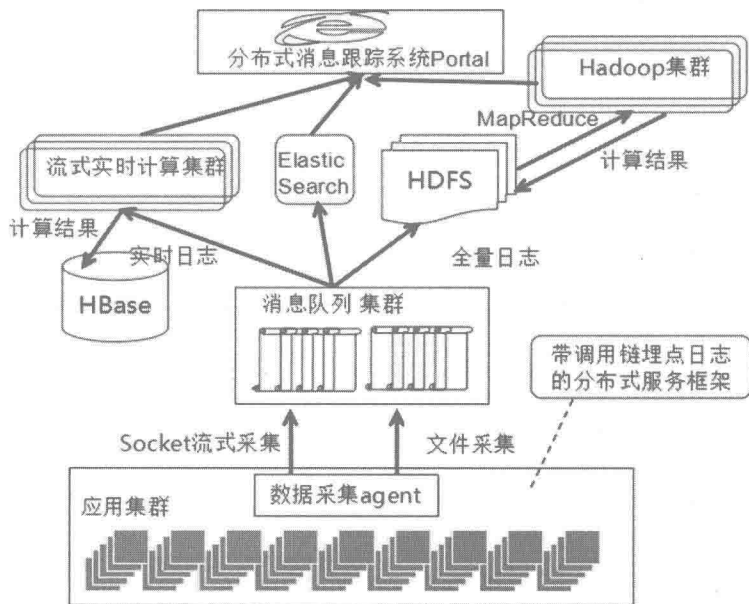 分布式消息跟踪系统Portal
Hadoop集群
MapReduce
流式实时计算集群
Elastic
Search
HDFS
计算结果
计算结果
实时日志
全量日志
HBase
消息队列 集群
带调用链埋点日志
的分布式服务框架
Socket流式采集
文件采集
数据采集agent
应用集群